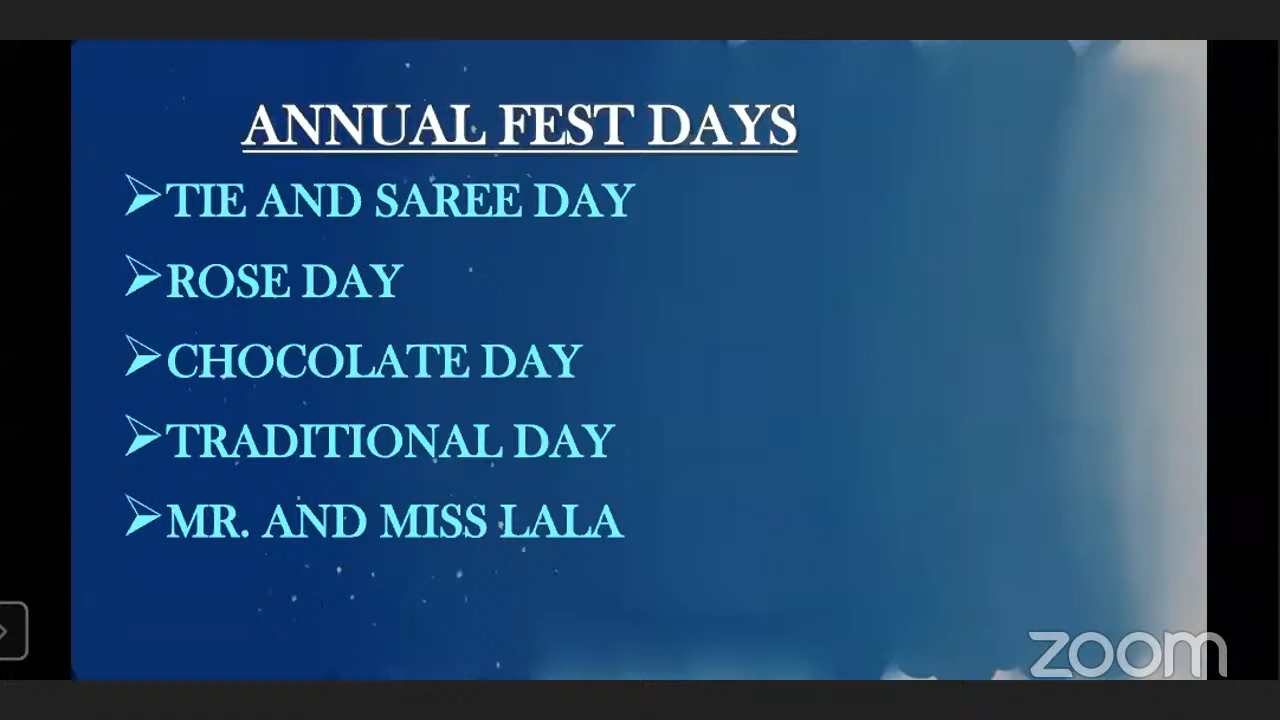 ANNUAL FEST DAYS
➢TIE AND SAREE DAY
➢ROSE DAY
➢CHOCOLATE DAY
➢TRADITIONAL DAY
➢MR. AND MISS LALA
zoom